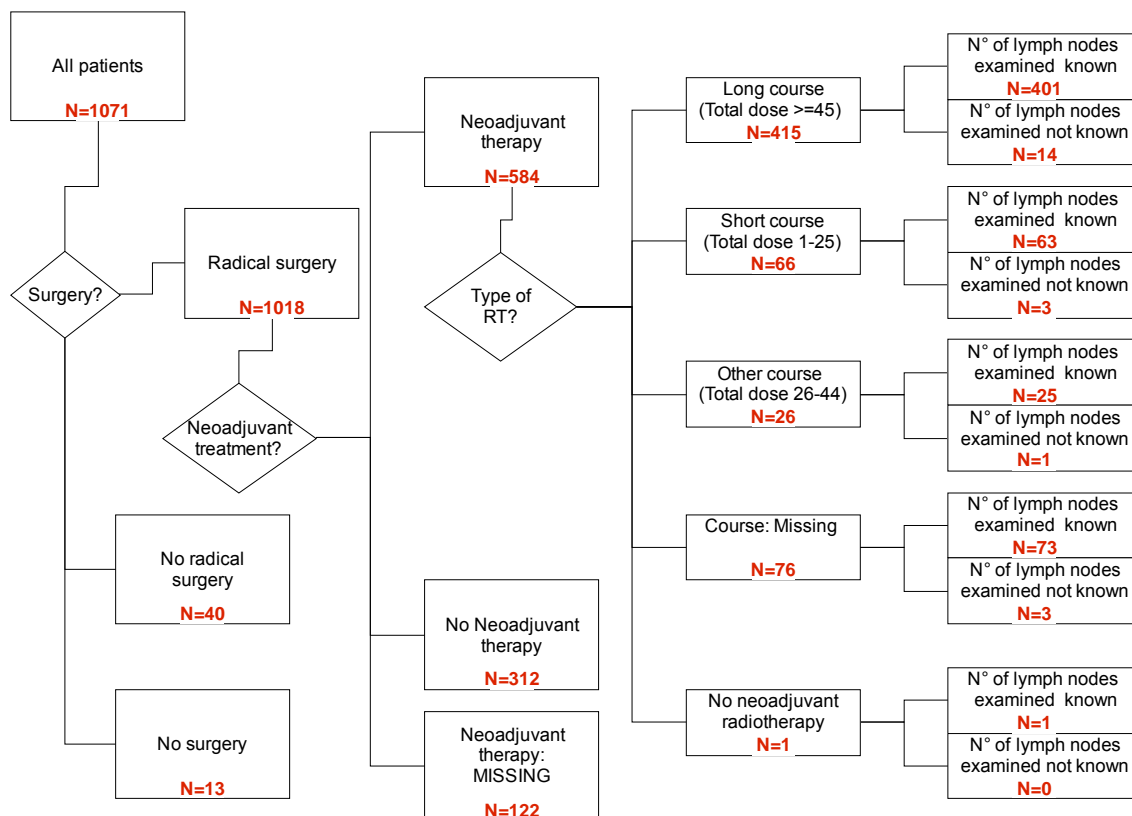 All patients
N=1071
Surgery?
Radical surgery
N=1018
Neoadjuvant
treatment?
No radical
surgery
N=40
No surgery
N=13
Neoadjuvant
therapy
N=584
Type of
RT?
No Neoadjuvant
therapy
N=312
Neoadjuvant
therapy:
MISSING
N=122
Long course
(Total dose >=45)
N=415
Short course
(Total dose 1-25)
N=66
Other course
(Total dose 26-44)
N=26
Course: Missing
N=76
No neoadjuvant
radiotherapy
N=1
N° of lymph nodes
examined known
N=401
N° of lymph nodes
examined not known
N=14
N° of lymph nodes
examined known
N=63
N° of lymph nodes
examined not known
N=3
N° of lymph nodes
examined known
N=25
N° of lymph nodes
examined not known
N=1
N° of lymph nodes
examined known
N=73
N° of lymph nodes
examined not known
N=3
N° of lymph nodes
examined known
N=1
N° of lymph nodes
examined not known
N=0